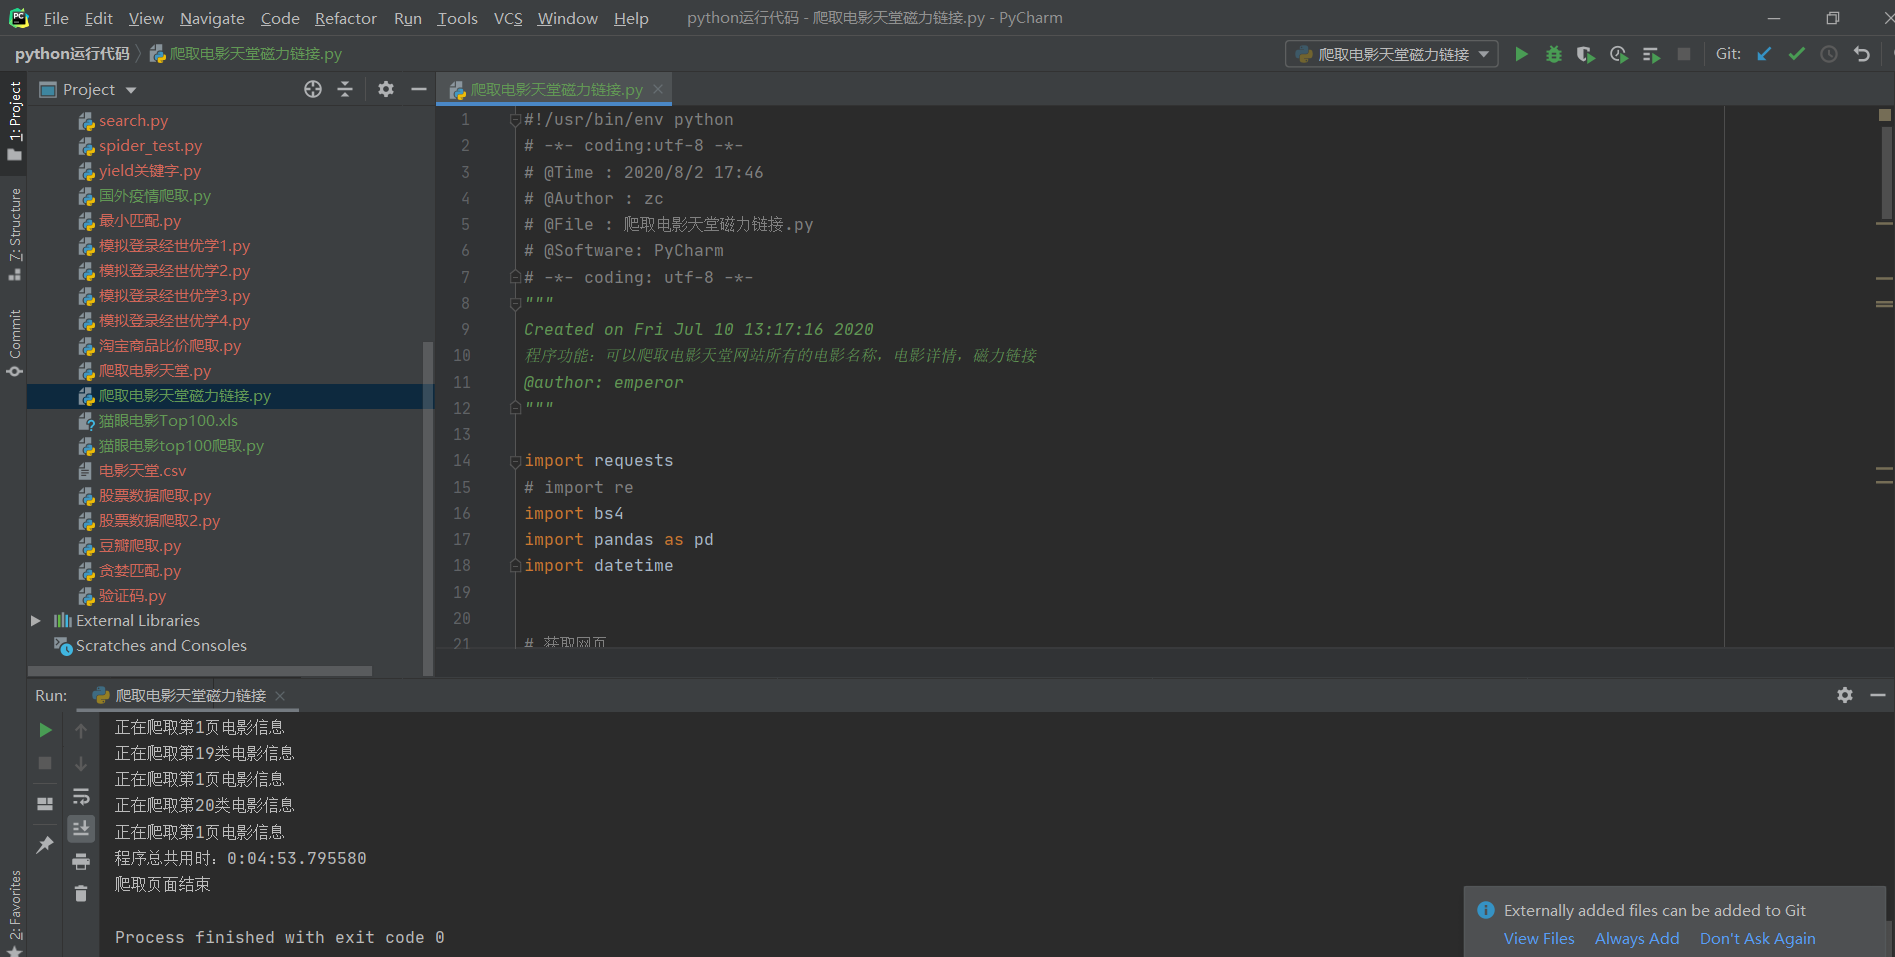 File Edit View Navigate Code Refactor Run Tools VCS Window Help python运行代码 - 爬取电影天堂磁力链接.py - PyCharm
python运行代码 爬取电影天堂磁力链接.py 爬取电影天堂磁力链接 Git:
1: Project
7: Structure
Commit
2: Favorites
Project
search.py
spider_test.py
yield关键字.py
国外疫情爬取.py
最小匹配.py
模拟登录经世优学1.py
模拟登录经世优学2.py
模拟登录经世优学3.py
模拟登录经世优学4.py
淘宝商品比价爬取.py
爬取电影天堂.py
爬取电影天堂磁力链接.py
猫眼电影Top100.xls
猫眼电影top100爬取.py
电影天堂.csv
股票数据爬取.py
股票数据爬取2.py
豆瓣爬取.py
贪婪匹配.py
验证码.py
External Libraries
Scratches and Consoles
爬取电影天堂磁力链接.py
1 #!/usr/bin/env python
2 # -*- coding:utf-8 -*-
3 # @Time : 2020/8/2 17:46
4 # @Author : zc
5 # @File : 爬取电影天堂磁力链接.py
6 # @Software: PyCharm
7 # -*- coding: utf-8 -*-
8 """
9 Created on Fri Jul 10 13:17:16 2020
10 程序功能：可以爬取电影天堂网站所有的电影名称，电影详情，磁力链接
11 @author: emperor
12 """
13
14 import requests
15 # import re
16 import bs4
17 import pandas as pd
18 import datetime
19
20
21 # 获取网页
Run: 爬取电影天堂磁力链接
正在爬取第1页电影信息
正在爬取第19类电影信息
正在爬取第1页电影信息
正在爬取第20类电影信息
正在爬取第1页电影信息
程序总共用时：0:04:53.795580
爬取页面结束
Process finished with exit code 0
Externally added files can be added to Git
View Files Always Add Don't Ask Again